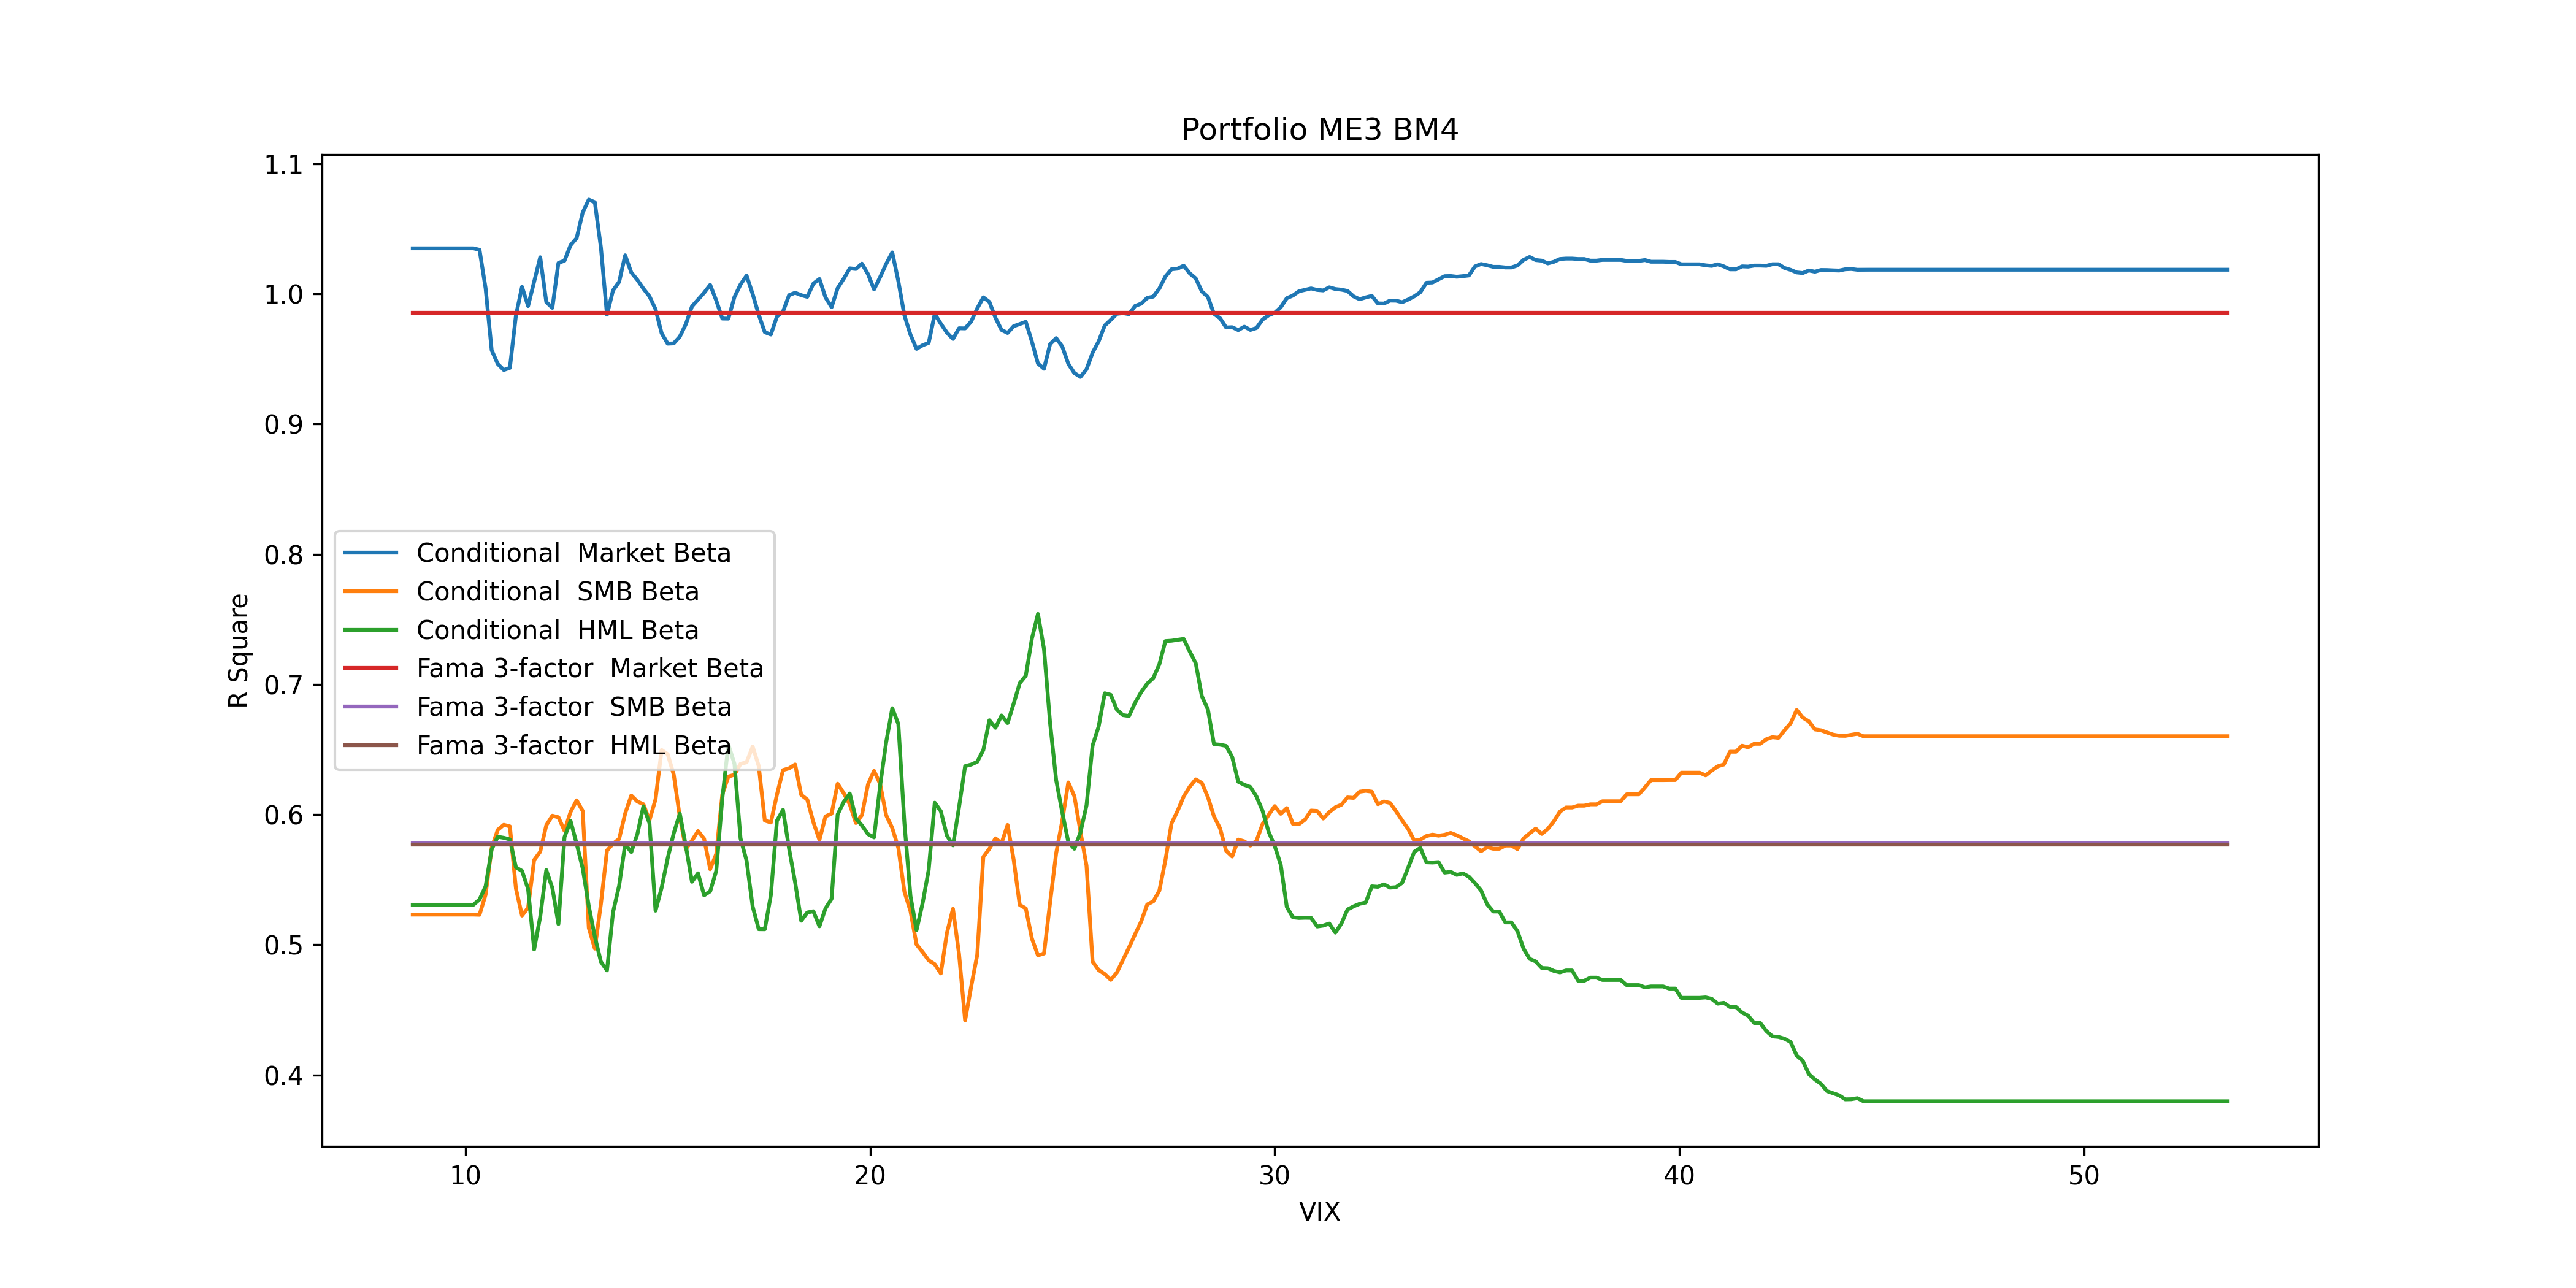 Portfolio ME3 BM4
1.1
1.0
0.9
0.8
0.7
0.6
0.5
0.4
R Square
Conditional  Market Beta
Conditional  SMB Beta
Conditional  HML Beta
Fama 3-factor  Market Beta
Fama 3-factor  SMB Beta
Fama 3-factor  HML Beta
10 20 30 40 50
VIX